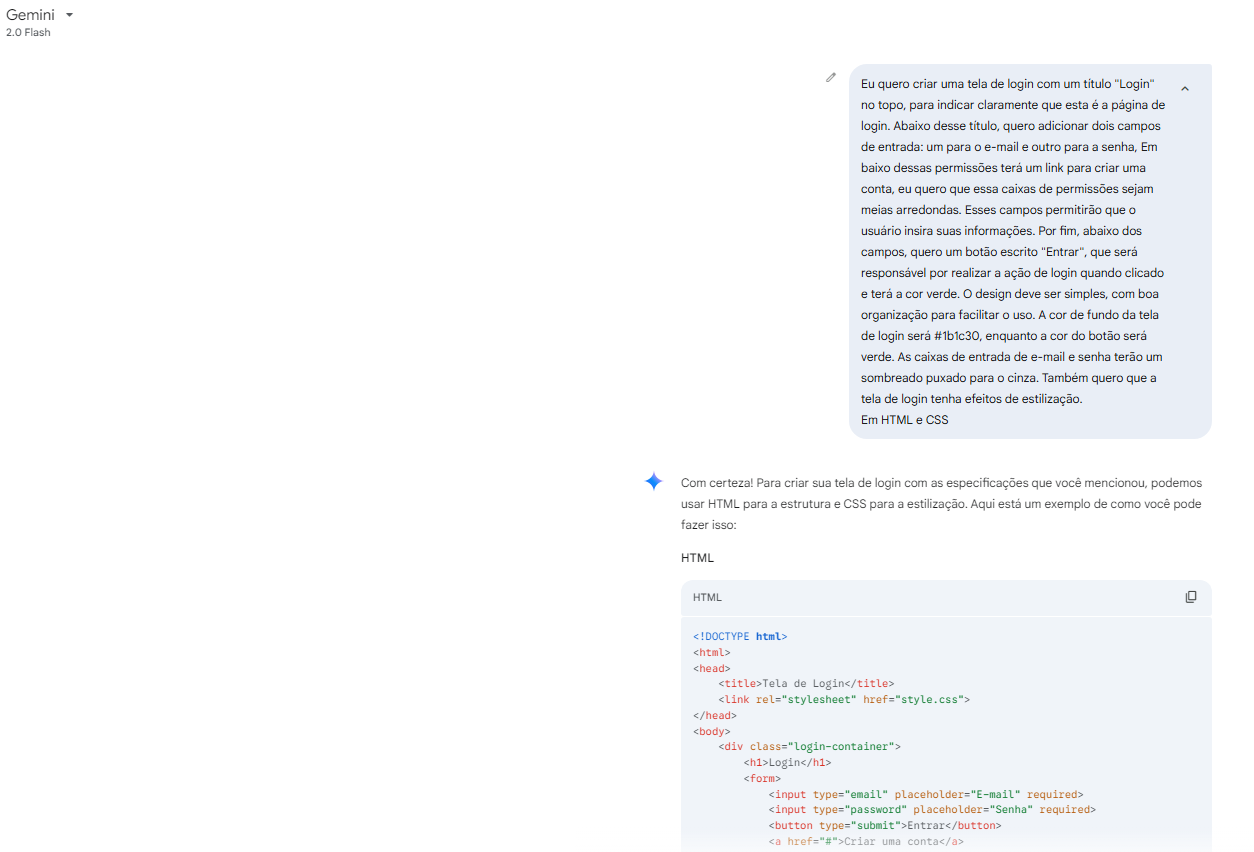 Gemini
2.0 Flash
Eu quero criar uma tela de login com um título "Login"
no topo, para indicar claramente que esta é a página de
login. Abaixo desse título, quero adicionar dois campos
de entrada: um para o e-mail e outro para a senha, Em
baixo dessas permissões terá um link para criar uma
conta, eu quero que essa caixas de permissões sejam
meias arredondas. Esses campos permitirão que o
usuário insira suas informações. Por fim, abaixo dos
campos, quero um botão escrito "Entrar", que será
responsável por realizar a ação de login quando clicado
e terá a cor verde. O design deve ser simples, com boa
organização para facilitar o uso. A cor de fundo da tela
de login será #1b1c30, enquanto a cor do botão será
verde. As caixas de entrada de e-mail e senha terão um
sombreado puxado para o cinza. Também quero que a
tela de login tenha efeitos de estilização.
Em HTML e CSS
Com certeza! Para criar sua tela de login com as especificações que você mencionou, podemos
usar HTML para a estrutura e CSS para a estilização. Aqui está um exemplo de como você pode
fazer isso:
HTML
HTML
<!DOCTYPE html>
<html>
<head>
    <title>Tela de Login</title>
    <link rel="stylesheet" href="style.css">
</head>
<body>
    <div class="login-container">
        <h1>Login</h1>
        <form>
            <input type="email" placeholder="E-mail" required>
            <input type="password" placeholder="Senha" required>
            <button type="submit">Entrar</button>
            <a href="#">Criar uma conta</a>